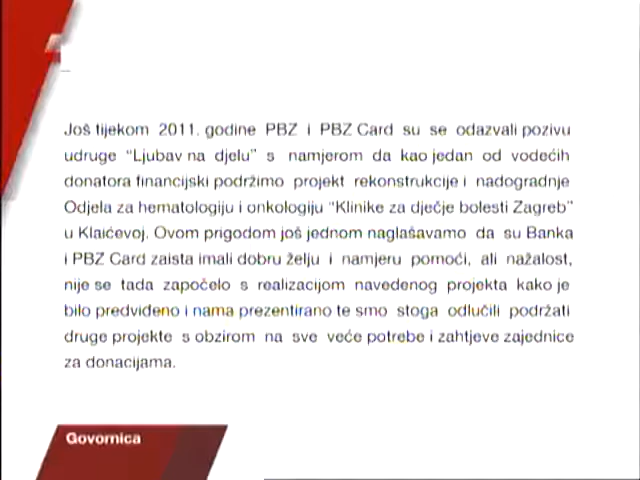 Još tijekom 2011. godine PBZ i PBZ Card su se odazvali pozivu
udruge “Ljubav na djelu” s namjerom da kao jedan od vodećih
donatora financijski podržimo projekt rekonstrukcije i nadogradnje
Odjela za hematologiju i onkologiju “Klinike za dječje bolesti Zagreb”
u Klaićevoj. Ovom prigodom još jednom naglašavamo da su Banka
i PBZ Card zaista imali dobru želju i namjeru pomoći, ali nažalost,
nije se tada započelo s realizacijom navedenog projekta kako je
bilo predviđeno i nama prezentirano te smo stoga odlučili podržati
druge projekte s obzirom na sve veće potrebe i zahtjeve zajednice
za donacijama.
Govornica